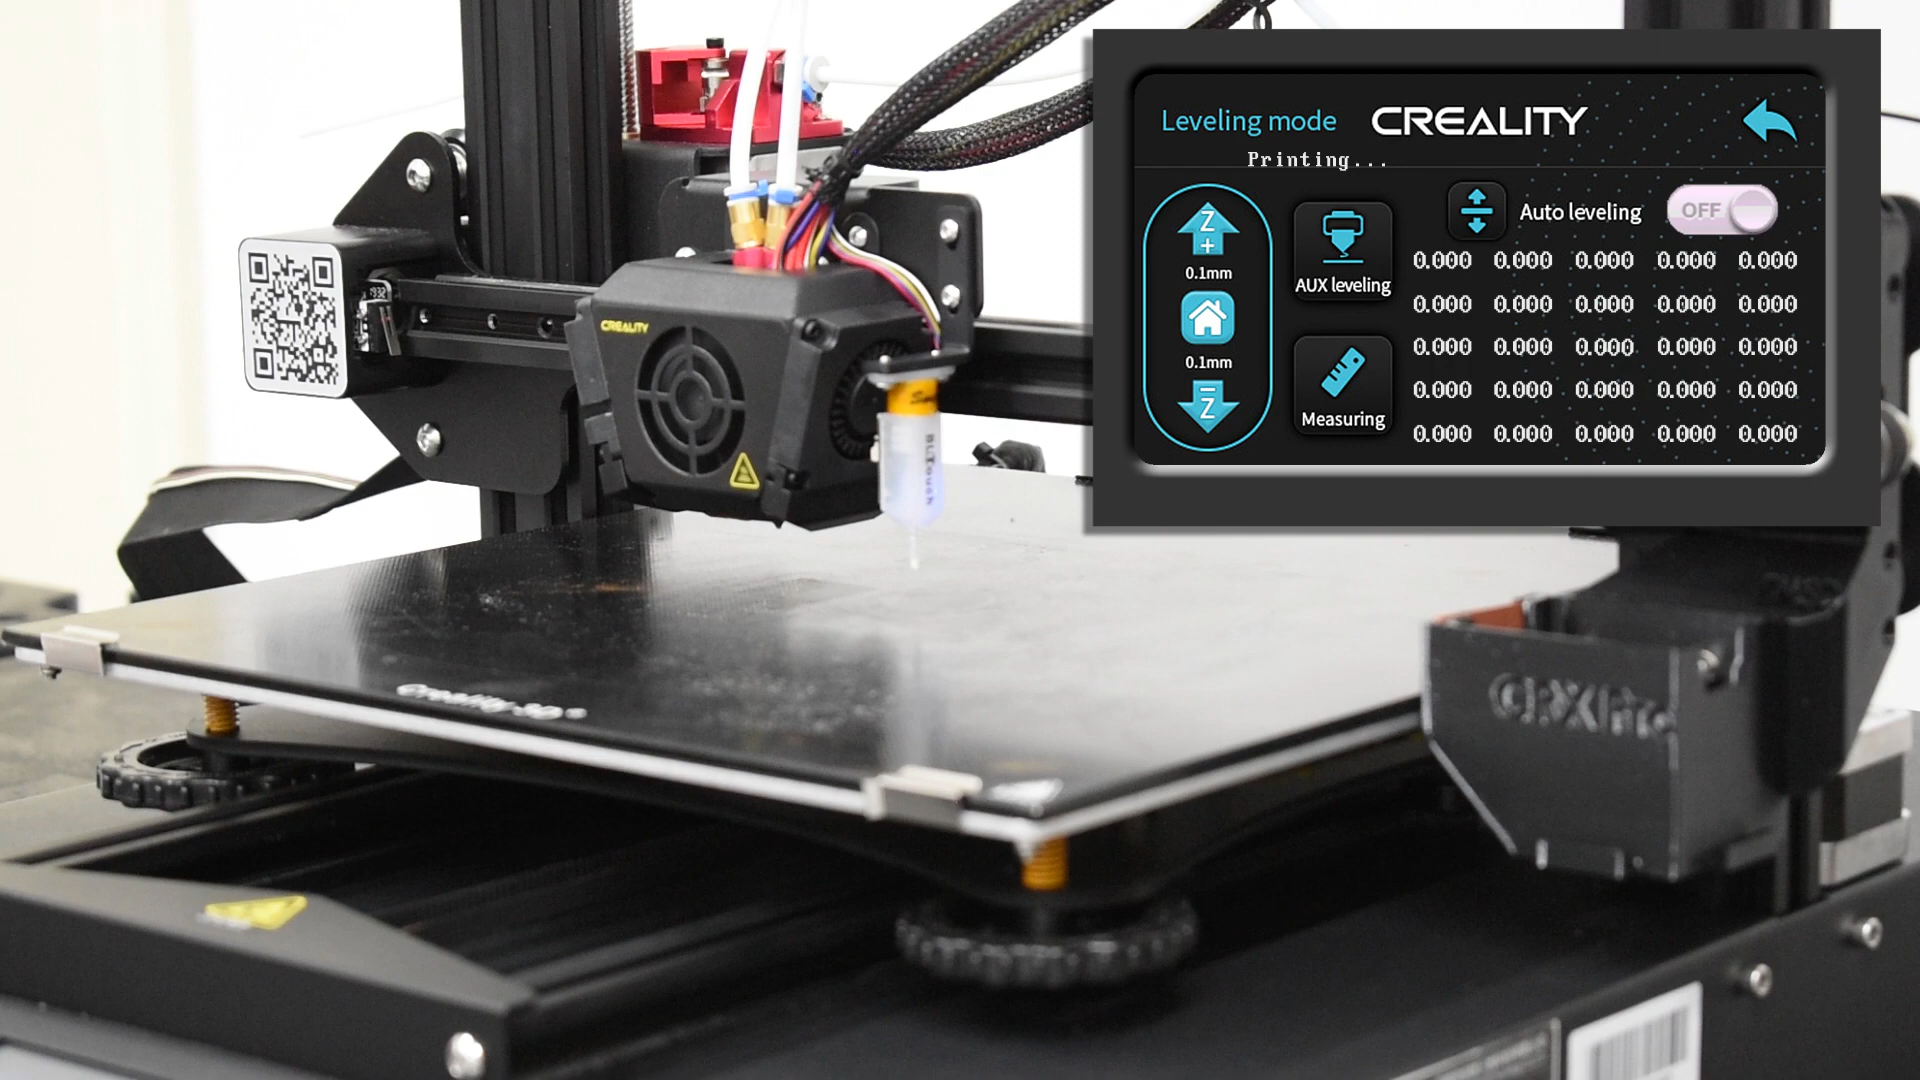 Leveling mode CREALITY
Printing...
Z
+
0.1mm
0.1mm
Z
AUX leveling
Measuring
Auto leveling OFF
0.000 0.000 0.000 0.000 0.000
0.000 0.000 0.000 0.000 0.000
0.000 0.000 0.000 0.000 0.000
0.000 0.000 0.000 0.000 0.000
0.000 0.000 0.000 0.000 0.000
CREALITY
BLTouch
Creality 3D®